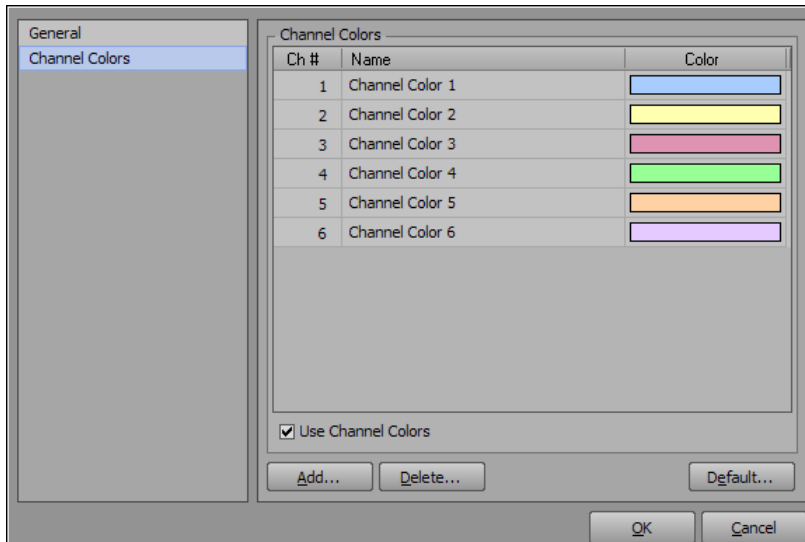 General
Channel Colors
Channel Colors
Ch # Name Color
1 Channel Color 1
2 Channel Color 2
3 Channel Color 3
4 Channel Color 4
5 Channel Color 5
6 Channel Color 6
Use Channel Colors
Add... Delete... Default...
OK Cancel